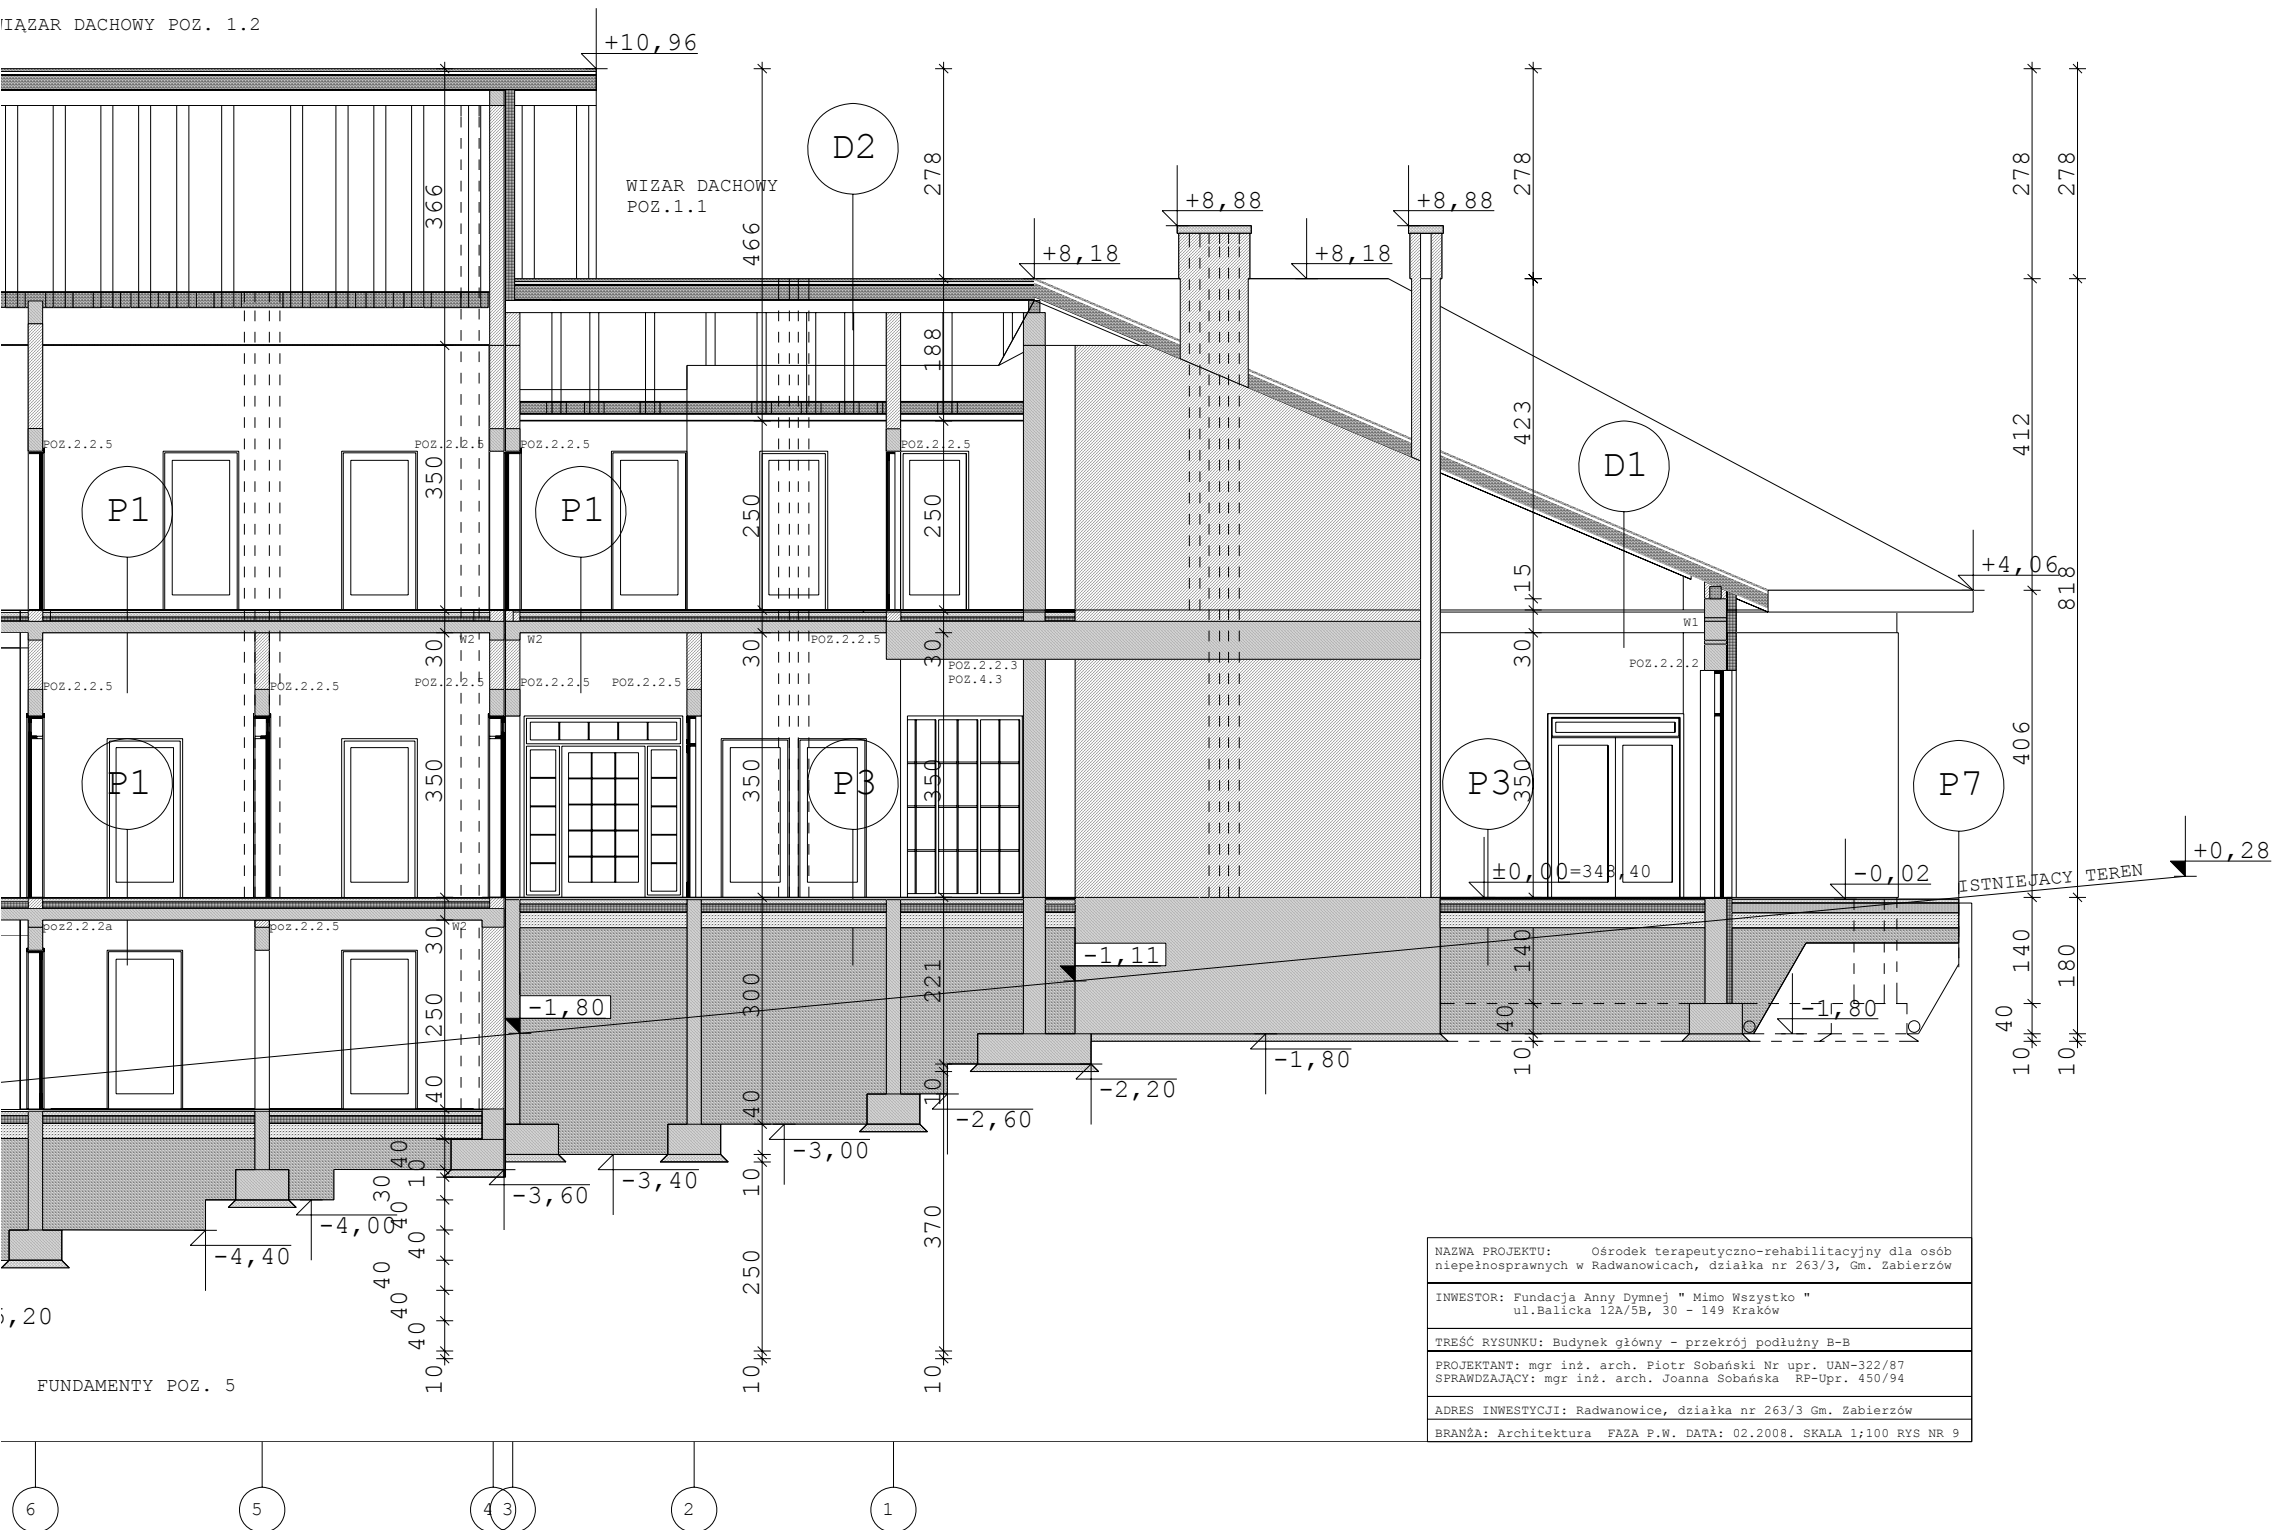 DACHOWY POZ. 1.2
+10,96
D2
WIZAR DACHOWY
POZ.1.1
366
466
278
278
278
278
+8,88
+8,88
+8,18
+8,18
188
423
412
POZ.2.2.5
POZ.2.2.5
POZ.2.2.5
POZ.2.2.5
P1
P1
D1
350
250
250
15
+4,06
818
W2
W2
POZ.2.2.5
W1
30
30
30
30
POZ.2.2.3
POZ.4.3
POZ.2.2.2
POZ.2.2.5
POZ.2.2.5
POZ.2.2.5
POZ.2.2.5
POZ.2.2.5
P1
P3
P3
P7
350
350
350
350
406
+0,28
±0,00=348,40
-0,02
ISTNIEJACY TEREN
poz2.2.2a
poz.2.2.5
W2
30
140
140
180
-1,11
300
221
-1,80
250
-1,80
40
40
-1,80
10
10
10
40
40
10
-2,20
-2,60
-3,00
40
10
-3,60
-3,40
10
30
-4,00
40
40
-4,40
370
250
40
40
40
,20
10
10
10
FUNDAMENTY POZ. 5
NAZWA PROJEKTU: Ośrodek terapeutyczno-rehabilitacyjny dla osób
niepełnosprawnych w Radwanowicach, działka nr 263/3, Gm. Zabierzów
INWESTOR: Fundacja Anny Dymnej " Mimo Wszystko "
ul.Balicka 12A/5B, 30 - 149 Kraków
TREŚĆ RYSUNKU: Budynek główny - przekrój podłużny B-B
PROJEKTANT: mgr inż. arch. Piotr Sobański Nr upr. UAN-322/87
SPRAWDZAJĄCY: mgr inż. arch. Joanna Sobańska RP-Upr. 450/94
ADRES INWESTYCJI: Radwanowice, działka nr 263/3 Gm. Zabierzów
BRANŻA: Architektura FAZA P.W. DATA: 02.2008. SKALA 1;100 RYS NR 9
6
5
4
3
2
1